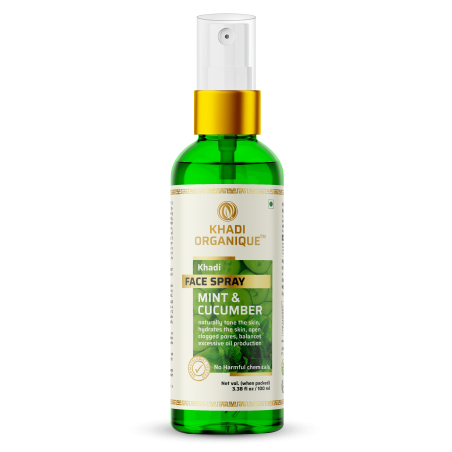 KHADI
ORGANIQUE
Khadi
FACE SPRAY
MINT &
CUCUMBER
naturally tone the skin,
hydrates the skin, open
clogged pores, balances
excessive oil production
No Harmful chemicals
Net vol. (when packed)
3.38 fl oz / 100 ml